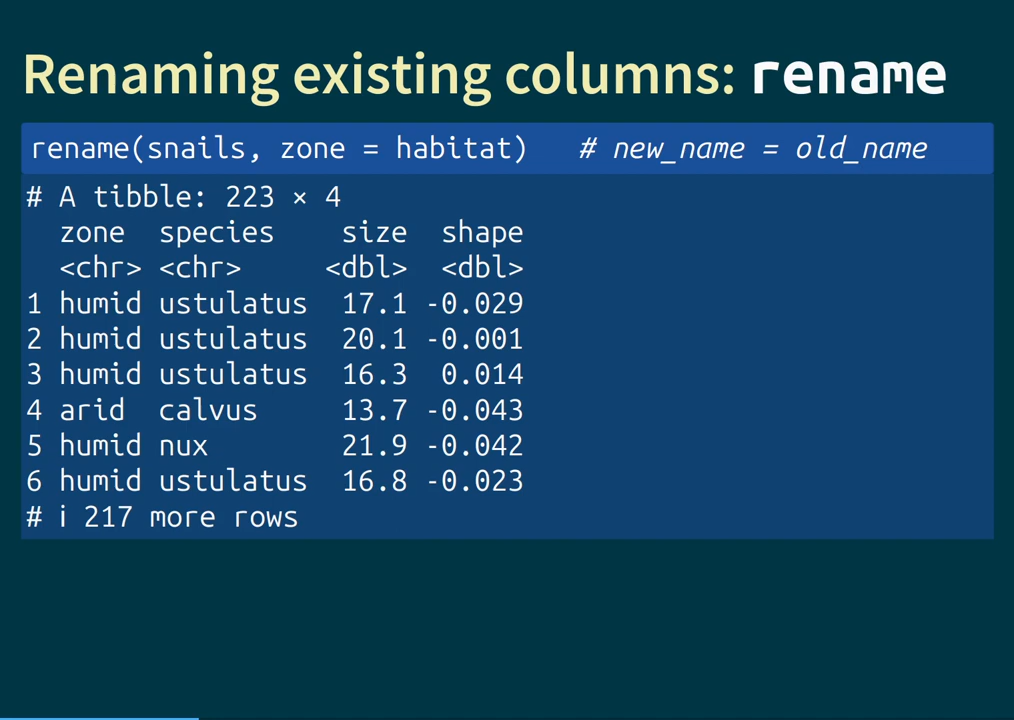 Renaming existing columns: rename
rename(snails, zone = habitat)   # new_name = old_name
# A tibble: 223 × 4
  zone  species    size  shape
  <chr> <chr>     <dbl>  <dbl>
1 humid ustulatus  17.1 -0.029
2 humid ustulatus  20.1 -0.001
3 humid ustulatus  16.3  0.014
4 arid  calvus     13.7 -0.043
5 humid nux        21.9 -0.042
6 humid ustulatus  16.8 -0.023
# i 217 more rows